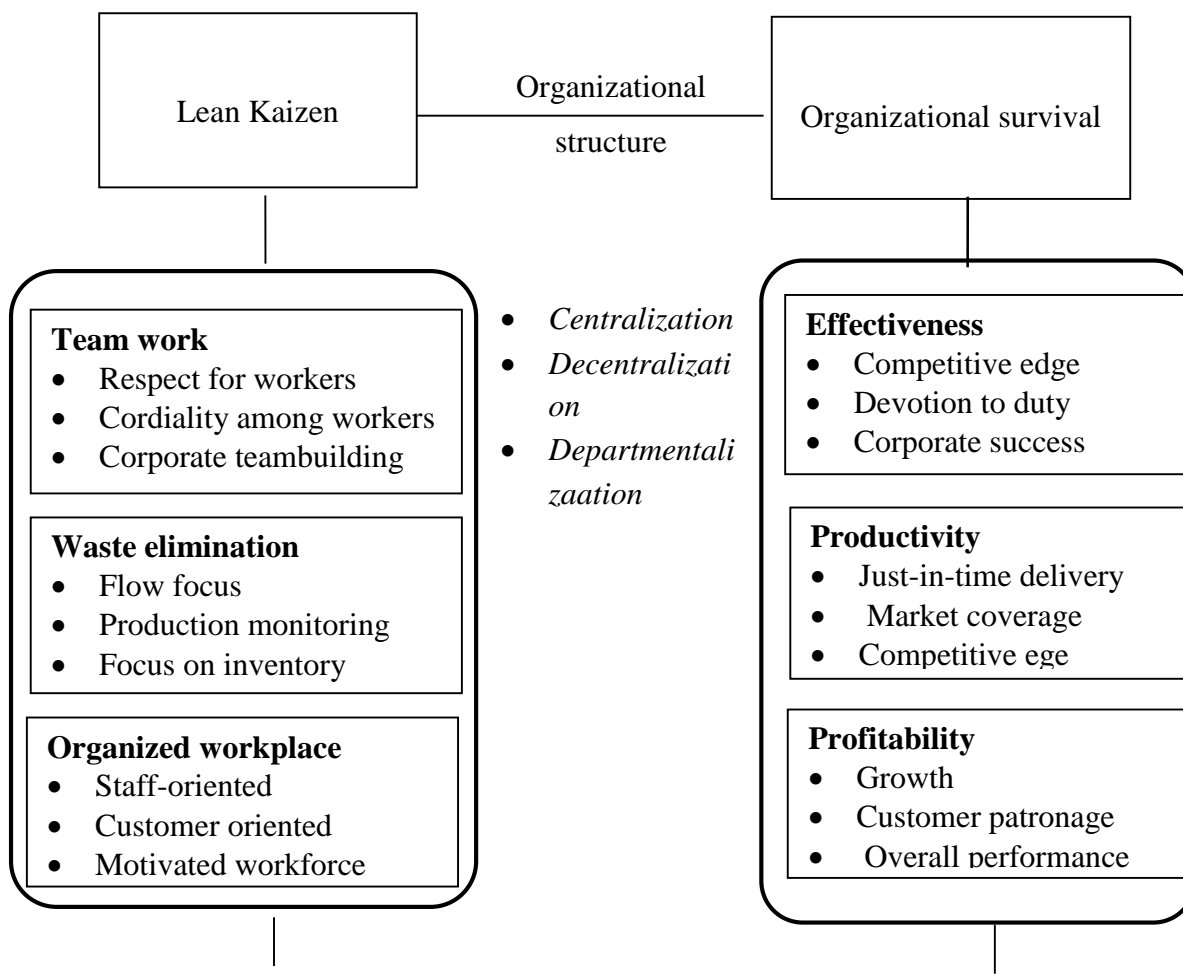 Lean Kaizen
Organizational
structure
Organizational survival
Team work
• Respect for workers
• Cordiality among workers
• Corporate teambuilding
Waste elimination
• Flow focus
• Production monitoring
• Focus on inventory
Organized workplace
• Staff-oriented
• Customer oriented
• Motivated workforce
• Centralization
• Decentralizati
on
• Departmentali
zaation
Effectiveness
• Competitive edge
• Devotion to duty
• Corporate success
Productivity
• Just-in-time delivery
• Market coverage
• Competitive ege
Profitability
• Growth
• Customer patronage
• Overall performance